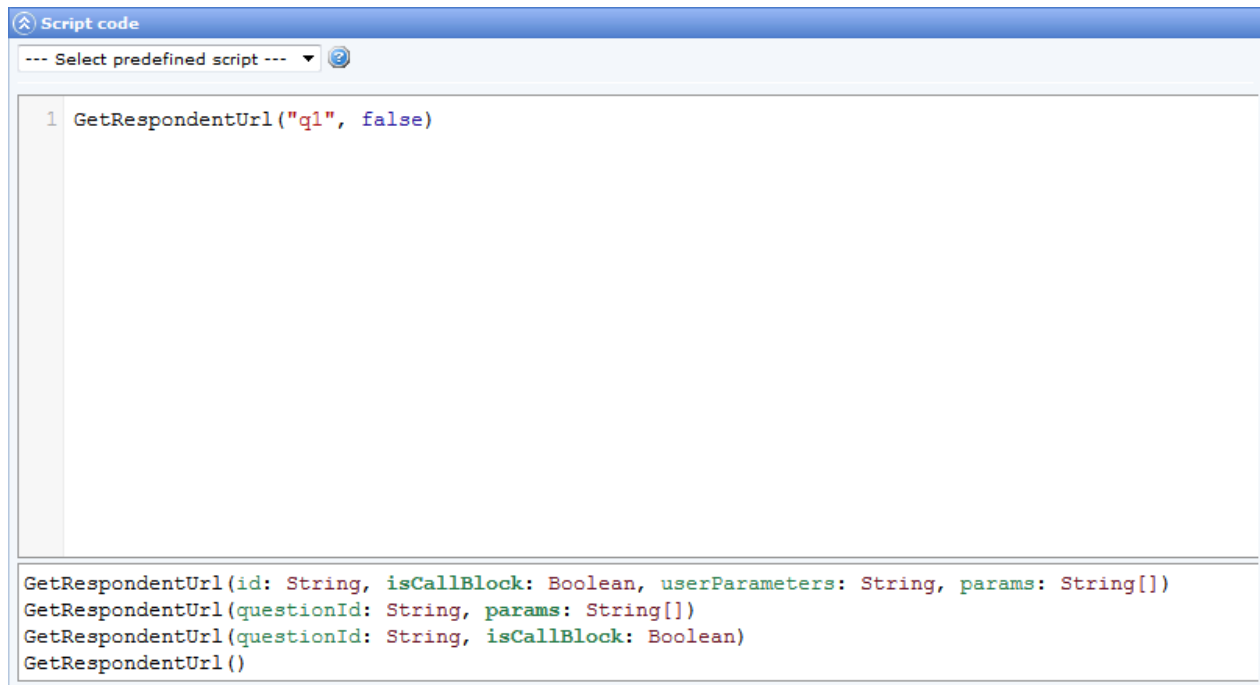 Script code
--- Select predefined script ---
1 GetRespondentUrl("q1", false)
GetRespondentUrl(id: String, isCallBlock: Boolean, userParameters: String, params: String[])
GetRespondentUrl(questionId: String, params: String[])
GetRespondentUrl(questionId: String, isCallBlock: Boolean)
GetRespondentUrl()